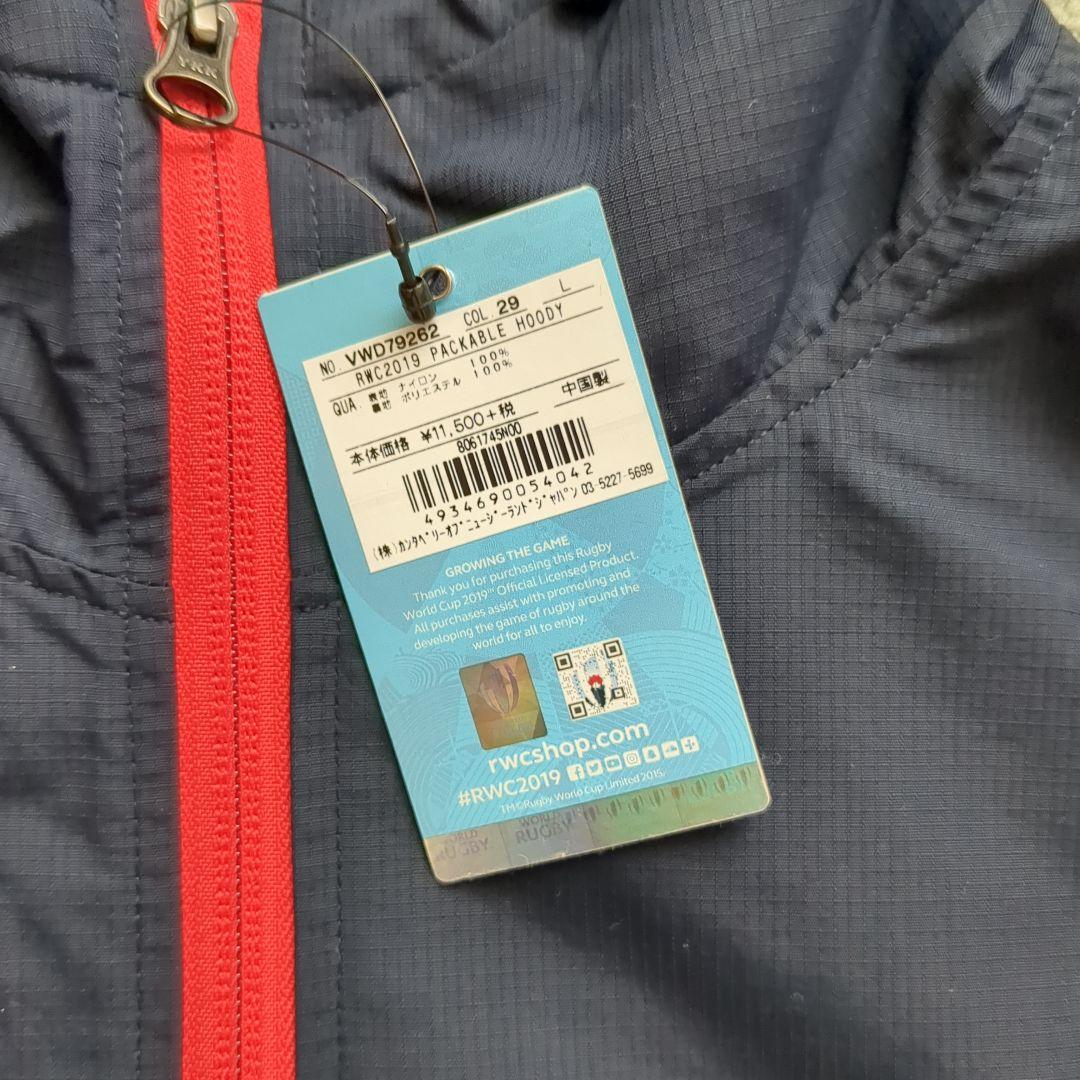 YKK
NO. VWD79262 COL. 29 L
RWC2019 PACKABLE HOODY
QUA. 表地 ナイロン 100%
裏地 ポリエステル 100%
本体価格 ¥11,500+税 中国製
8061745N00
4934690054042
(株)カンタベリーオブニュージーランドジャパン 03-5227-5699
GROWING THE GAME
Thank you for purchasing this Rugby
World Cup 2019™ Official Licensed Product.
All purchases assist with promoting and
developing the game of rugby around the
world for all to enjoy.
rwcshop.com
#RWC2019
TM©Rugby World Cup Limited 2015.
WORLD RUGBY
WORLD RUGBY